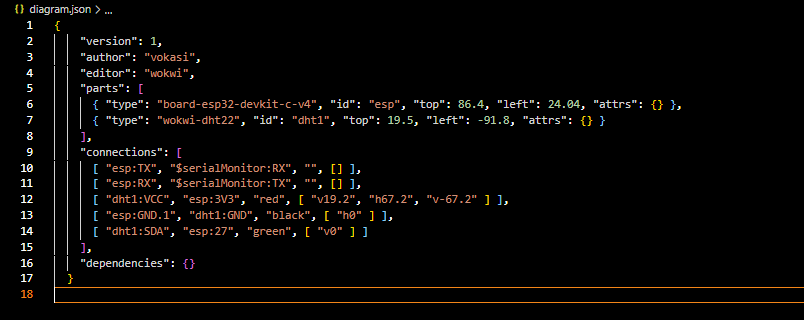 {} diagram.json > ...
1 {
2 "version": 1,
3 "author": "vokasi",
4 "editor": "wokwi",
5 "parts": [
6 { "type": "board-esp32-devkit-c-v4", "id": "esp", "top": 86.4, "left": 24.04, "attrs": {} },
7 { "type": "wokwi-dht22", "id": "dht1", "top": 19.5, "left": -91.8, "attrs": {} }
8 ],
9 "connections": [
10 [ "esp:TX", "$serialMonitor:RX", "", [] ],
11 [ "esp:RX", "$serialMonitor:TX", "", [] ],
12 [ "dht1:VCC", "esp:3V3", "red", [ "v19.2", "h67.2", "v-67.2" ] ],
13 [ "esp:GND.1", "dht1:GND", "black", [ "h0" ] ],
14 [ "dht1:SDA", "esp:27", "green", [ "v0" ] ]
15 ],
16 "dependencies": {}
17 }
18